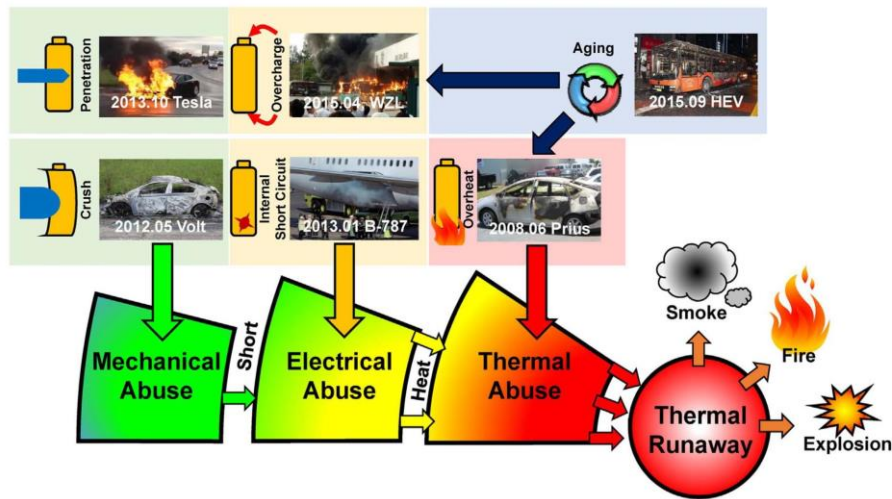 Penetration
2013.10 Tesla
Overcharge
2015.04 WZL
Aging
2015.09 HEV
Crush
2012.05 Volt
Internal
Short Circuit
2013.01 B-787
Overheat
2008.06 Prius
Mechanical
Abuse
Short
Electrical
Abuse
Heat
Thermal
Abuse
Thermal
Runaway
Smoke
Fire
Explosion